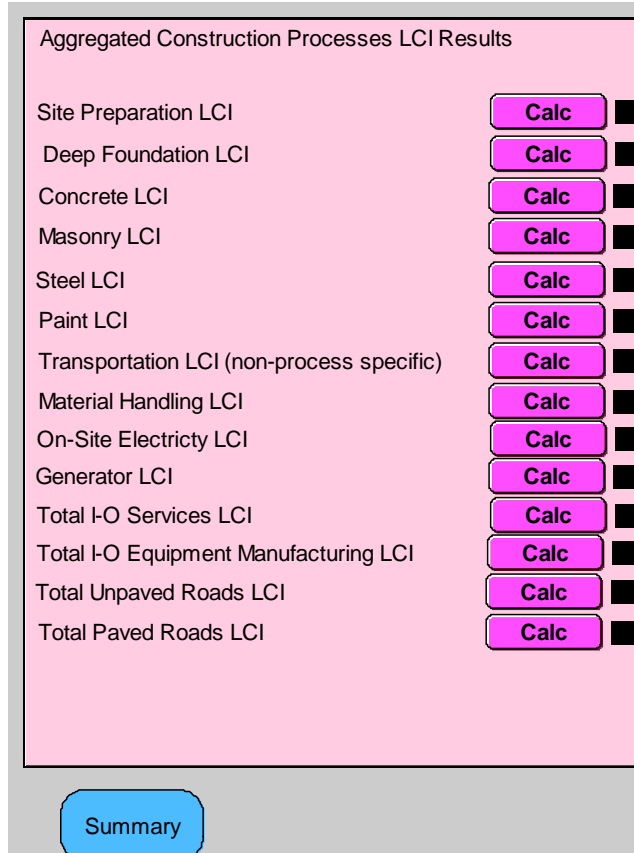 Aggregated Construction Processes LCI Results
Site Preparation LCI Calc
Deep Foundation LCI Calc
Concrete LCI Calc
Masonry LCI Calc
Steel LCI Calc
Paint LCI Calc
Transportation LCI (non-process specific) Calc
Material Handling LCI Calc
On-Site Electricty LCI Calc
Generator LCI Calc
Total I-O Services LCI Calc
Total I-O Equipment Manufacturing LCI Calc
Total Unpaved Roads LCI Calc
Total Paved Roads LCI Calc
Summary